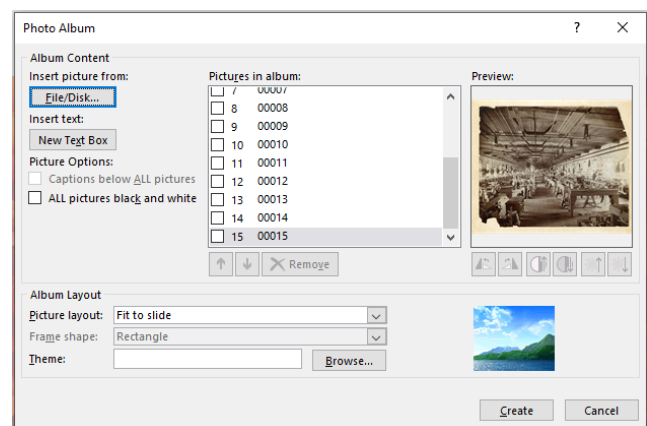 Photo Album
?
Album Content
Insert picture from:
File/Disk...
Insert text:
New Text Box
Picture Options:
Captions below ALL pictures
ALL pictures black and white
Pictures in album:
7 00007
8 00008
9 00009
10 00010
11 00011
12 00012
13 00013
14 00014
15 00015
Remove
Preview:
Album Layout
Picture layout: Fit to slide
Frame shape: Rectangle
Theme:
Browse...
Create
Cancel